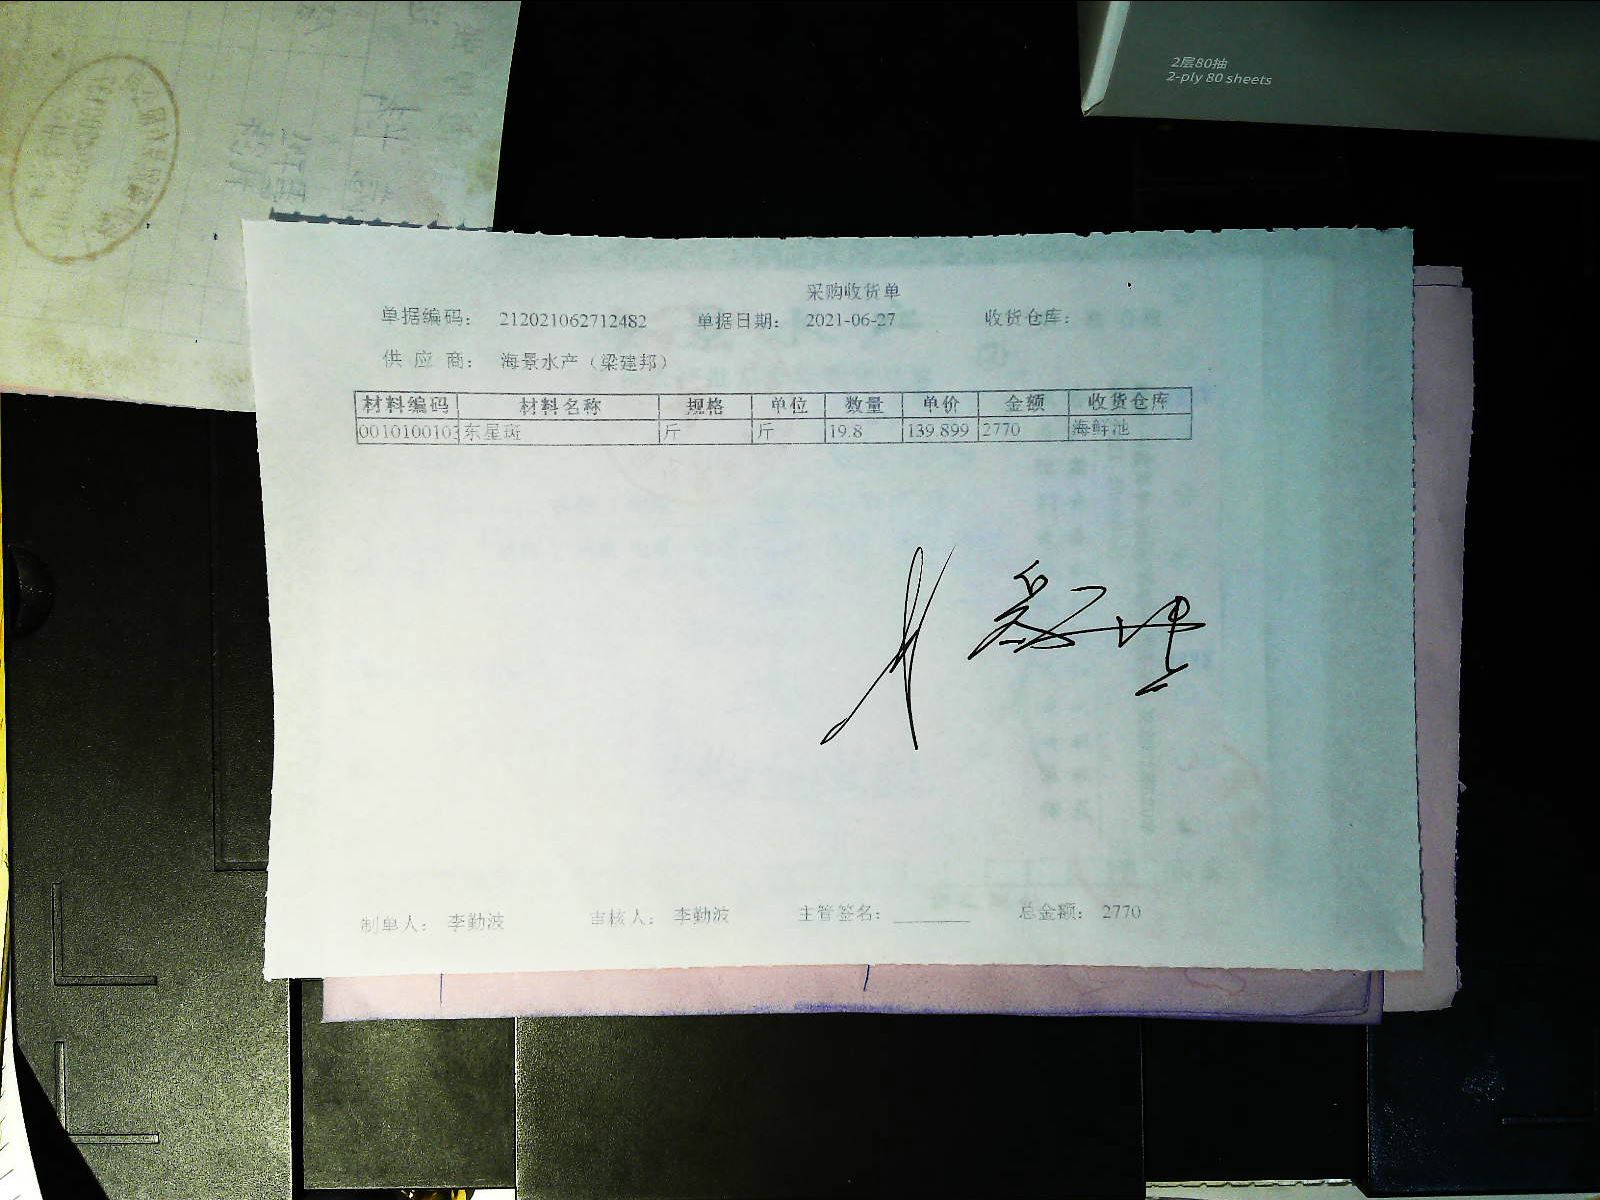 2层80抽
2-ply 80 sheets
采购收货单
单据编码: 212021062712482 单据日期: 2021-06-27 收货仓库:
供 应 商: 海景水产（梁建邦）
材料编码 材料名称 规格 单位 数量 单价 金额 收货仓库
0010100103 东星斑 斤 斤 19.8 139.899 2770 海鲜池
制单人: 李勤波 审核人: 李勤波 主管签名: 总金额: 2770